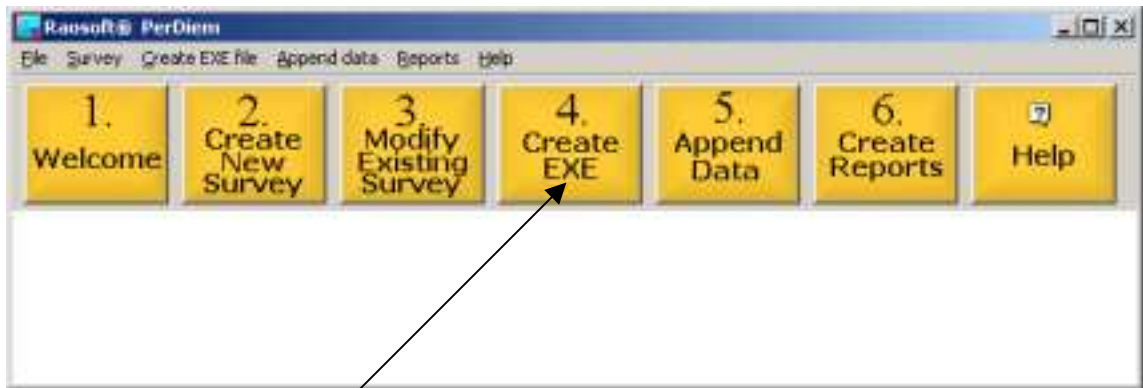 Raosoft® PerDiem
File Survey Create EXE file Append data Reports Help
1.
Welcome
2.
Create
New
Survey
3.
Modify
Existing
Survey
4.
Create
EXE
5.
Append
Data
6.
Create
Reports
?
Help